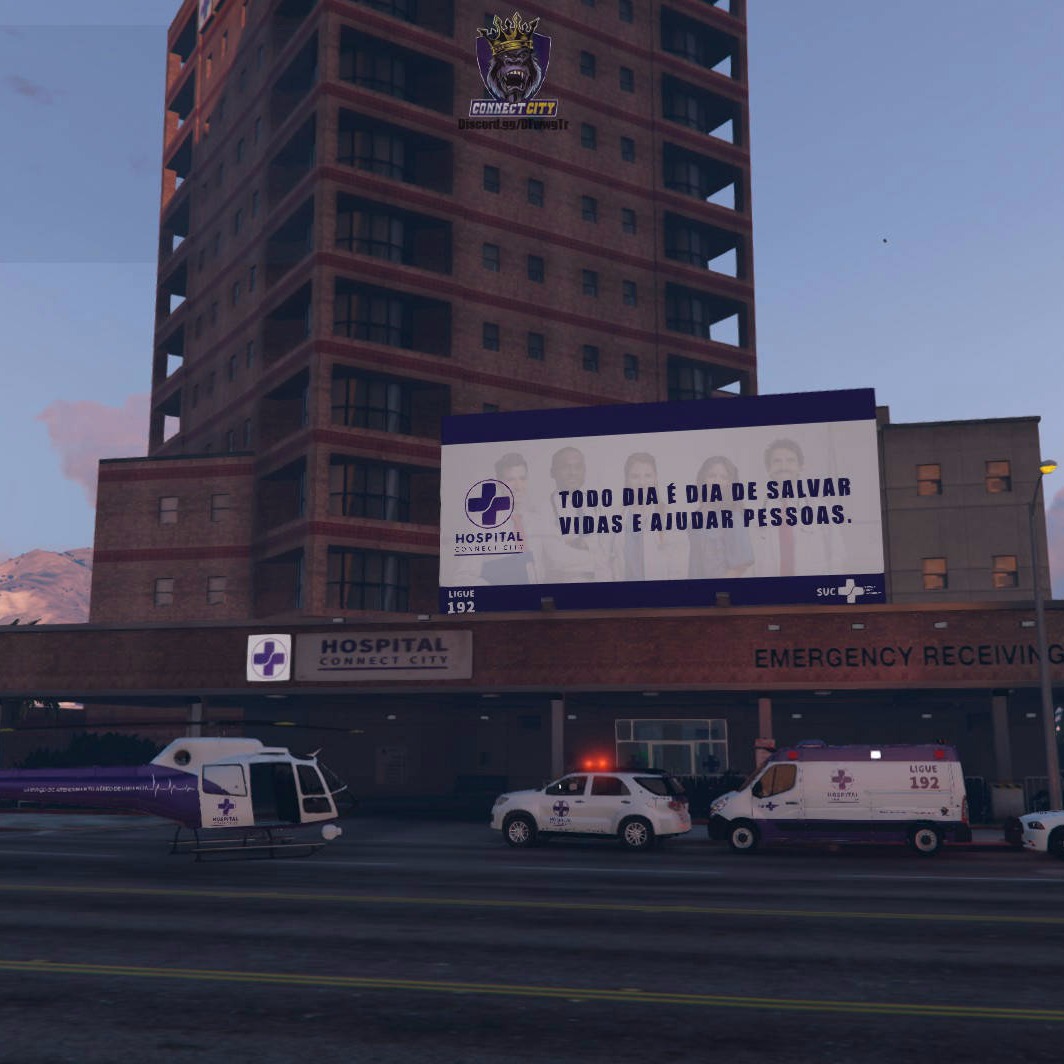 CONNECT CITY
TODO DIA É DIA DE SALVAR
VIDAS E AJUDAR PESSOAS.
HOSPITAL
CONNECT CITY
LIGUE
192
SUC
HOSPITAL
CONNECT CITY
EMERGENCY RECEIVING
LIGUE
192
HOSPITAL